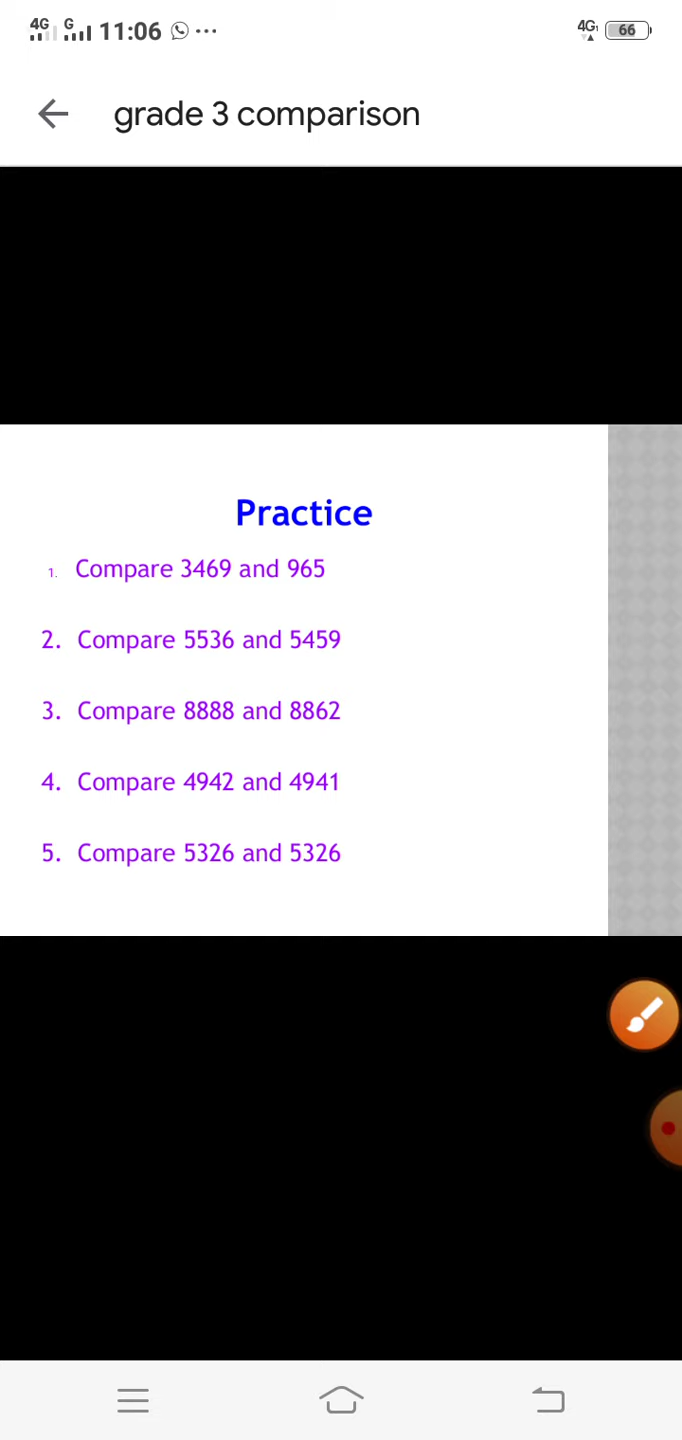 4G G 11:06 ... 4G 66
grade 3 comparison
Practice
1. Compare 3469 and 965
2. Compare 5536 and 5459
3. Compare 8888 and 8862
4. Compare 4942 and 4941
5. Compare 5326 and 5326